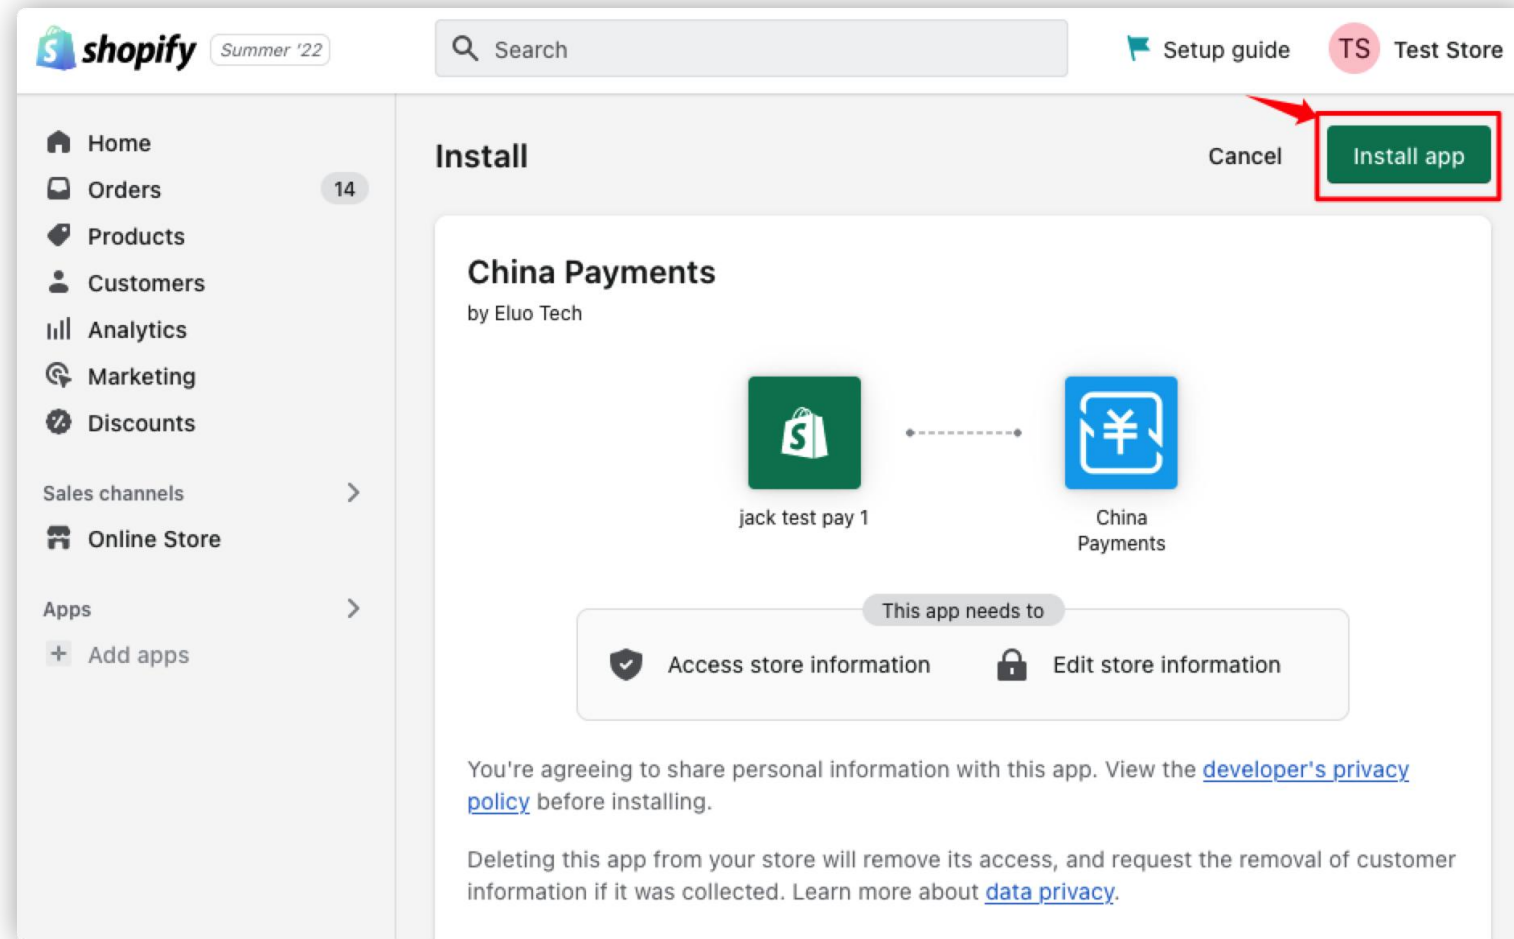 shopify Summer '22
Search
Setup guide
TS Test Store
Home
Orders 14
Products
Customers
Analytics
Marketing
Discounts
Sales channels
Online Store
Apps
Add apps
Install
Cancel
Install app
China Payments
by Eluo Tech
jack test pay 1
China
Payments
This app needs to
Access store information
Edit store information
You're agreeing to share personal information with this app. View the developer's privacy
policy before installing.
Deleting this app from your store will remove its access, and request the removal of customer
information if it was collected. Learn more about data privacy.